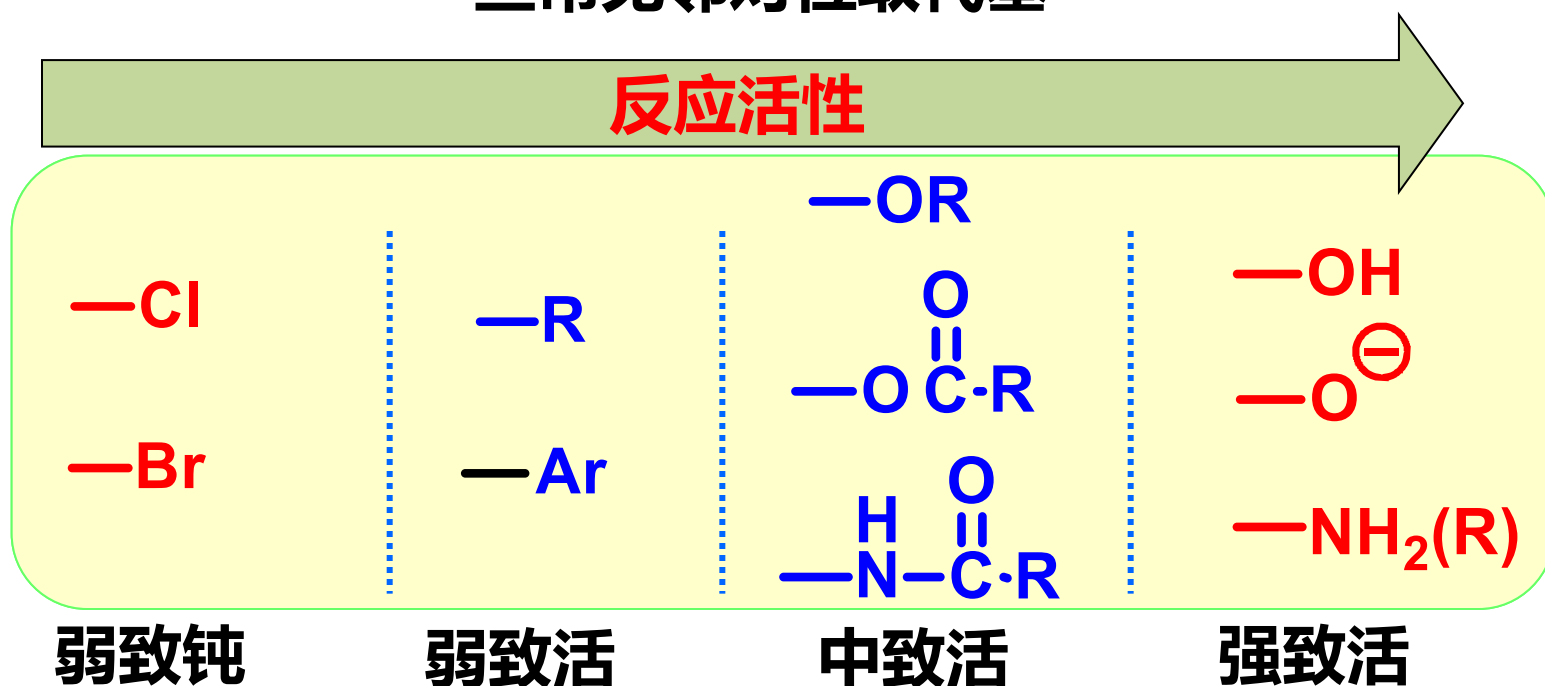 反应活性
—OR
—Cl
—R
O
—O C-R
—OH
—O⊖
—Br
—Ar
H O
—N—C-R
—NH₂(R)
弱致钝
弱致活
中致活
强致活